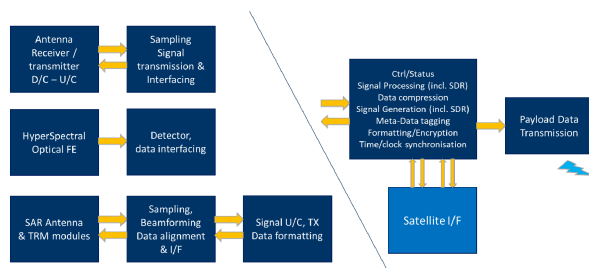 Antenna
Receiver /
transmitter
D/C – U/C
Sampling
Signal
transmission &
Interfacing
HyperSpectral
Optical FE
Detector,
data interfacing
SAR Antenna
& TRM modules
Sampling,
Beamforming
Data alignment
& I/F
Signal U/C, TX
Data formatting
Ctrl/Status
Signal Processing (incl. SDR)
Data compression
Signal Generation (incl. SDR)
Meta-Data tagging
Formatting/Encryption
Time/clock synchronisation
Payload Data
Transmission
Satellite I/F